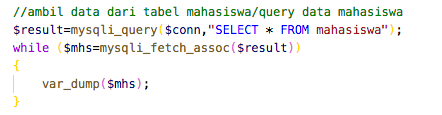 //ambil data dari tabel mahasiswa/query data mahasiswa
$result=mysqli_query($conn,"SELECT * FROM mahasiswa");
while ($mhs=mysqli_fetch_assoc($result))
{
    var_dump($mhs);
}